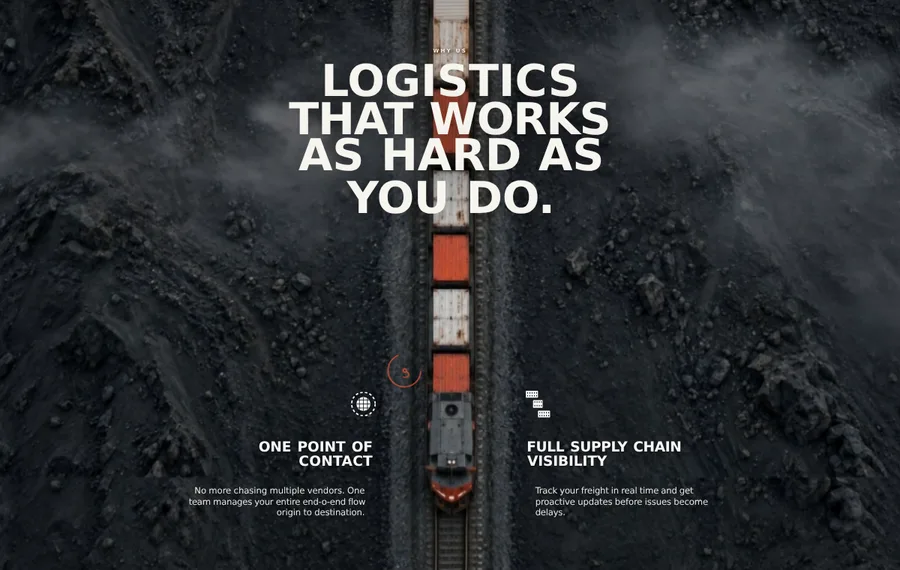 WHY US
LOGISTICS
THAT WORKS
AS HARD AS
YOU DO.
ONE POINT OF
CONTACT
No more chasing multiple vendors. One
team manages your entire end-o-end flow
origin to destination.
FULL SUPPLY CHAIN
VISIBILITY
Track your freight in real time and get
proactive updates before issues become
delays.